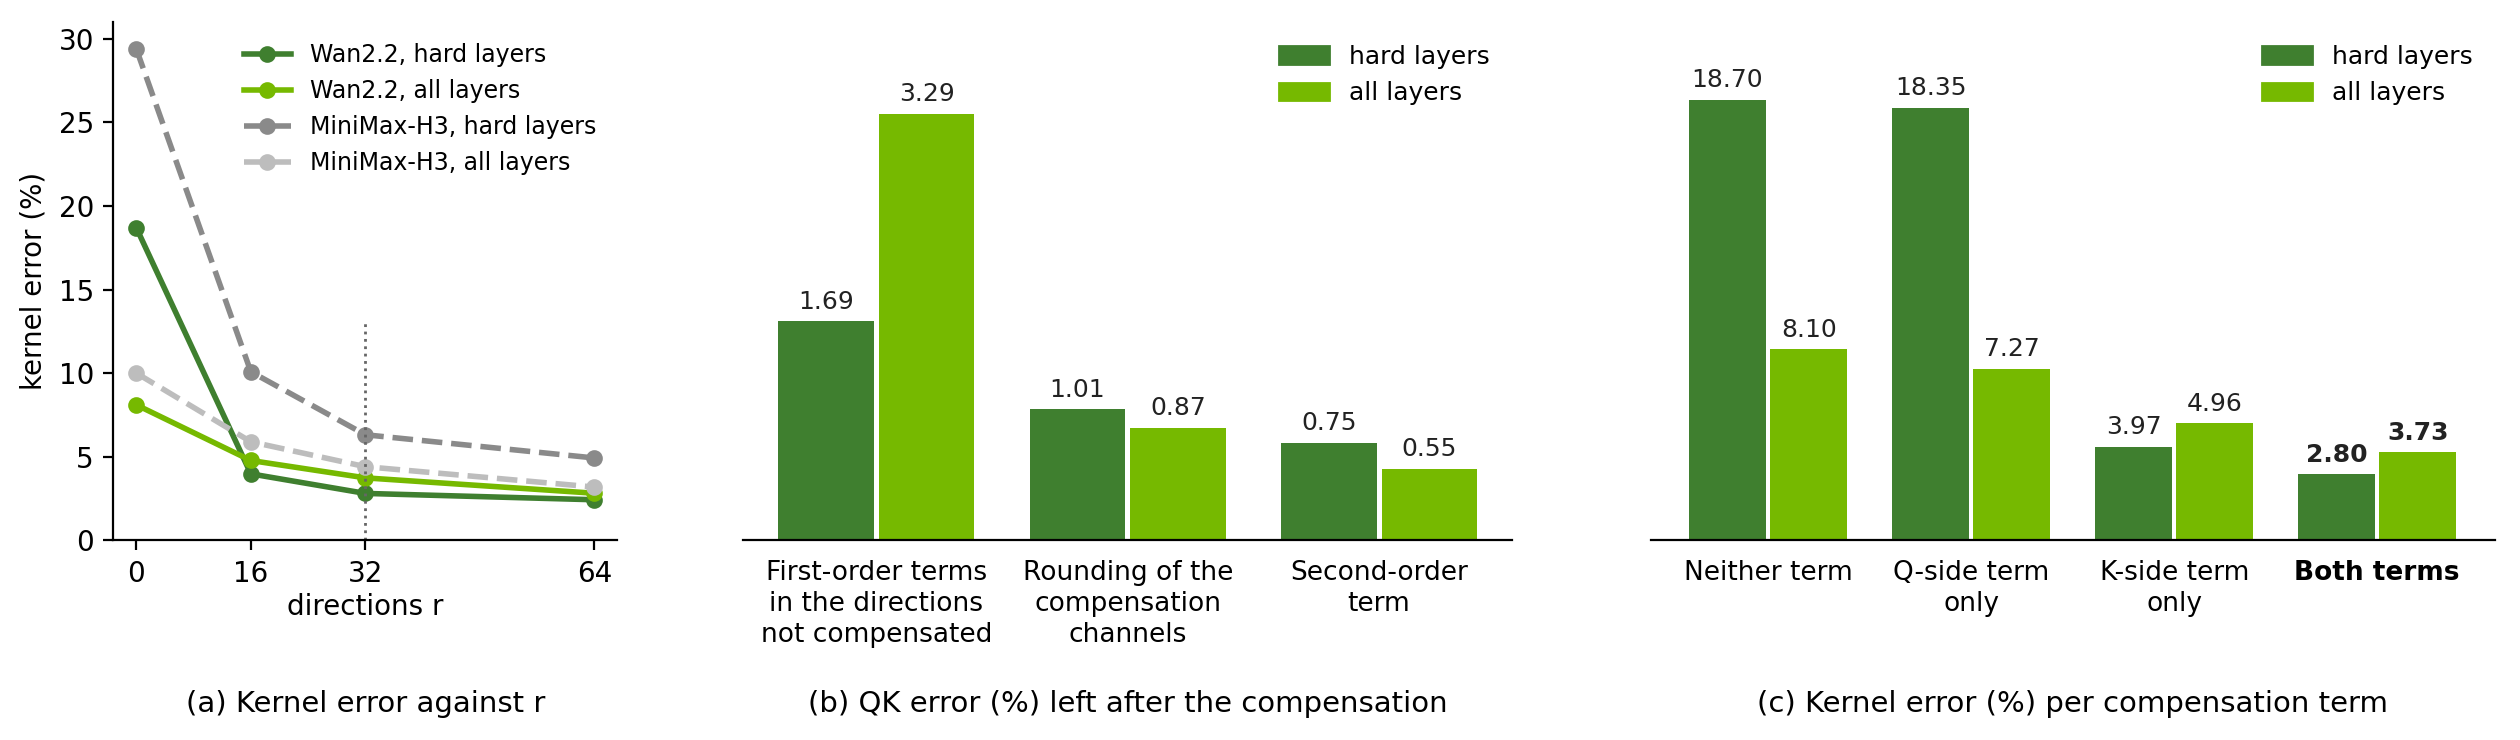 kernel error (%)
30
25
20
15
10
5
0
0
16
32
64
directions r
Wan2.2, hard layers
Wan2.2, all layers
MiniMax-H3, hard layers
MiniMax-H3, all layers
(a) Kernel error against r
hard layers
all layers
1.69
3.29
1.01
0.87
0.75
0.55
First-order terms
in the directions
not compensated
Rounding of the
compensation
channels
Second-order
term
(b) QK error (%) left after the compensation
hard layers
all layers
18.70
8.10
18.35
7.27
3.97
4.96
2.80
3.73
Neither term
Q-side term
only
K-side term
only
Both terms
(c) Kernel error (%) per compensation term